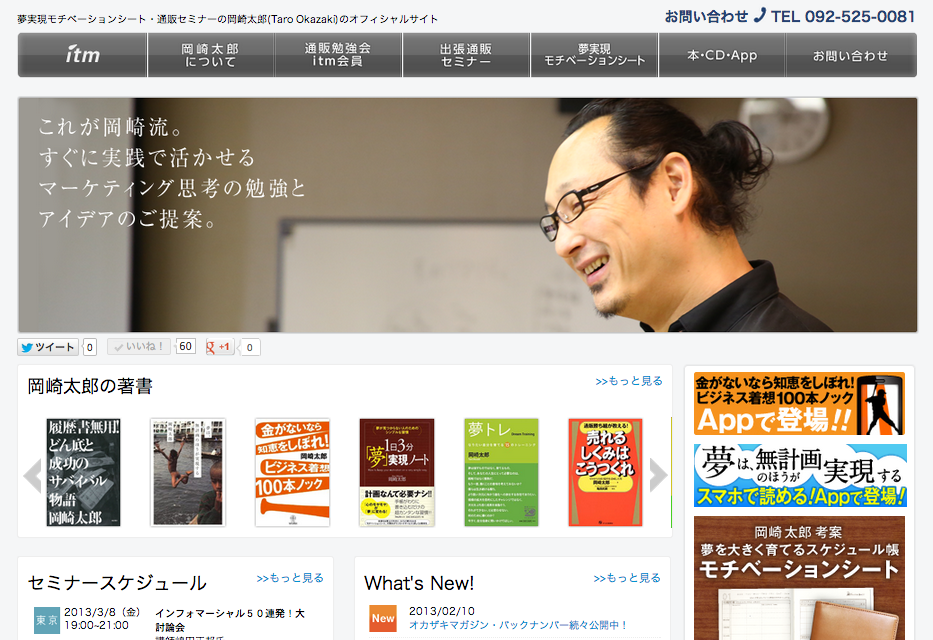 夢実現モチベーションシート・通販セミナーの岡崎太郎(Taro Okazaki)のオフィシャルサイト
お問い合わせ TEL 092-525-0081
itm
岡崎太郎
について
通販勉強会
itm会員
出張通販
セミナー
夢実現
モチベーションシート
本・CD・App
お問い合わせ
これが岡崎流。
すぐに実践で活かせる
マーケティング思考の勉強と
アイデアのご提案。
ツイート 0 いいね！ 60 +1 0
岡崎太郎の著書
>>もっと見る
履歴書無用!
どん底と
成功の
サバイバル
物語
岡崎太郎
金がないなら
知恵をしぼれ!
岡崎太郎
ビジネス着想
100本ノック
1日3分
「夢」実現ノート
岡崎太郎
計画なんて必要ナシ!!
夢トレ
岡崎太郎
通販勝ち組が教える!
売れる
しくみは
こうつくれ
岡崎太郎
金がないなら知恵をしぼれ!
ビジネス着想100本ノック
Appで登場!!
夢は、無計画のほうが実現する
スマホで読める!Appで登場!
岡崎太郎 考案
夢を大きく育てるスケジュール帳
モチベーションシート
セミナースケジュール
>>もっと見る
東京
2013/3/8（金）
19:00~21:00
インフォマーシャル５０連発！大
討論会
What's New!
>>もっと見る
New
2013/02/10
オカザキマガジン・バックナンバー続々公開中！